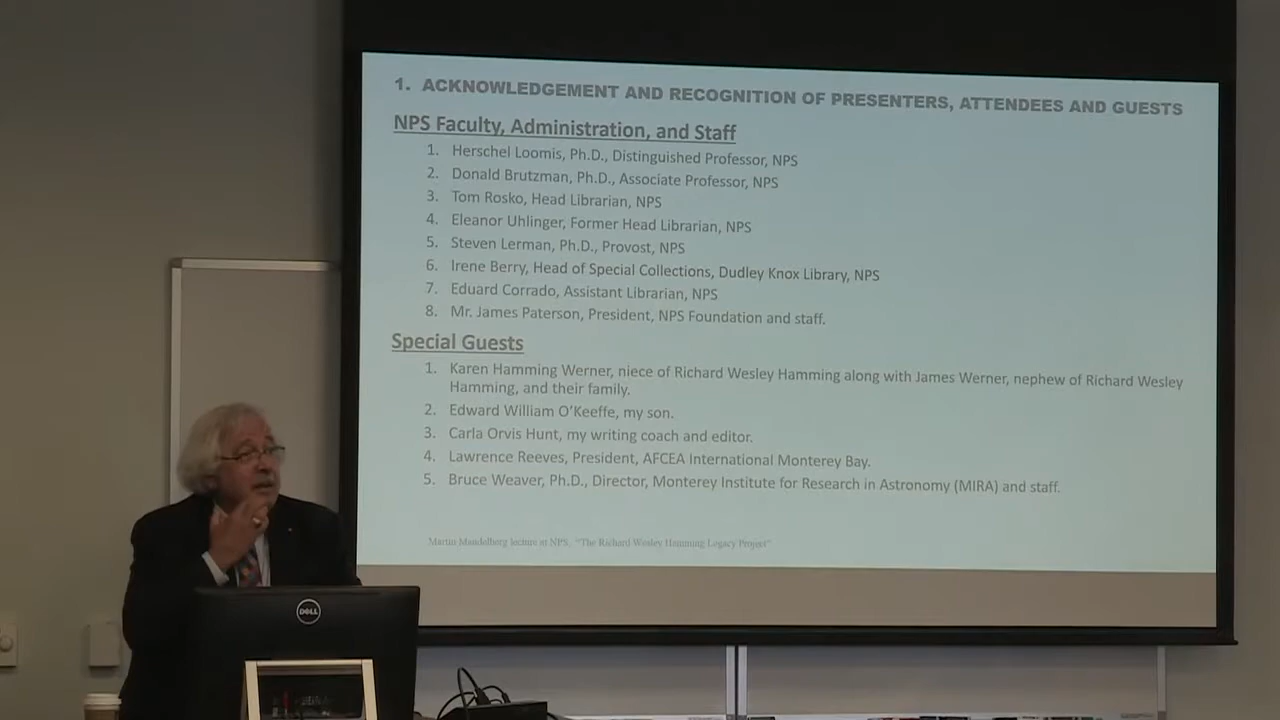 1. ACKNOWLEDGEMENT AND RECOGNITION OF PRESENTERS, ATTENDEES AND GUESTS
NPS Faculty, Administration, and Staff
1. Herschel Loomis, Ph.D., Distinguished Professor, NPS
2. Donald Brutzman, Ph.D., Associate Professor, NPS
3. Tom Rosko, Head Librarian, NPS
4. Eleanor Uhlinger, Former Head Librarian, NPS
5. Steven Lerman, Ph.D., Provost, NPS
6. Irene Berry, Head of Special Collections, Dudley Knox Library, NPS
7. Eduard Corrado, Assistant Librarian, NPS
8. Mr. James Paterson, President, NPS Foundation and staff.
Special Guests
1. Karen Hamming Werner, niece of Richard Wesley Hamming along with James Werner, nephew of Richard Wesley
Hamming, and their family.
2. Edward William O'Keeffe, my son.
3. Carla Orvis Hunt, my writing coach and editor.
4. Lawrence Reeves, President, AFCEA International Monterey Bay.
5. Bruce Weaver, Ph.D., Director, Monterey Institute for Research in Astronomy (MIRA) and staff.
Martin Mandelberg lecture at NPS. "The Richard Wesley Hamming Legacy Project"
DELL